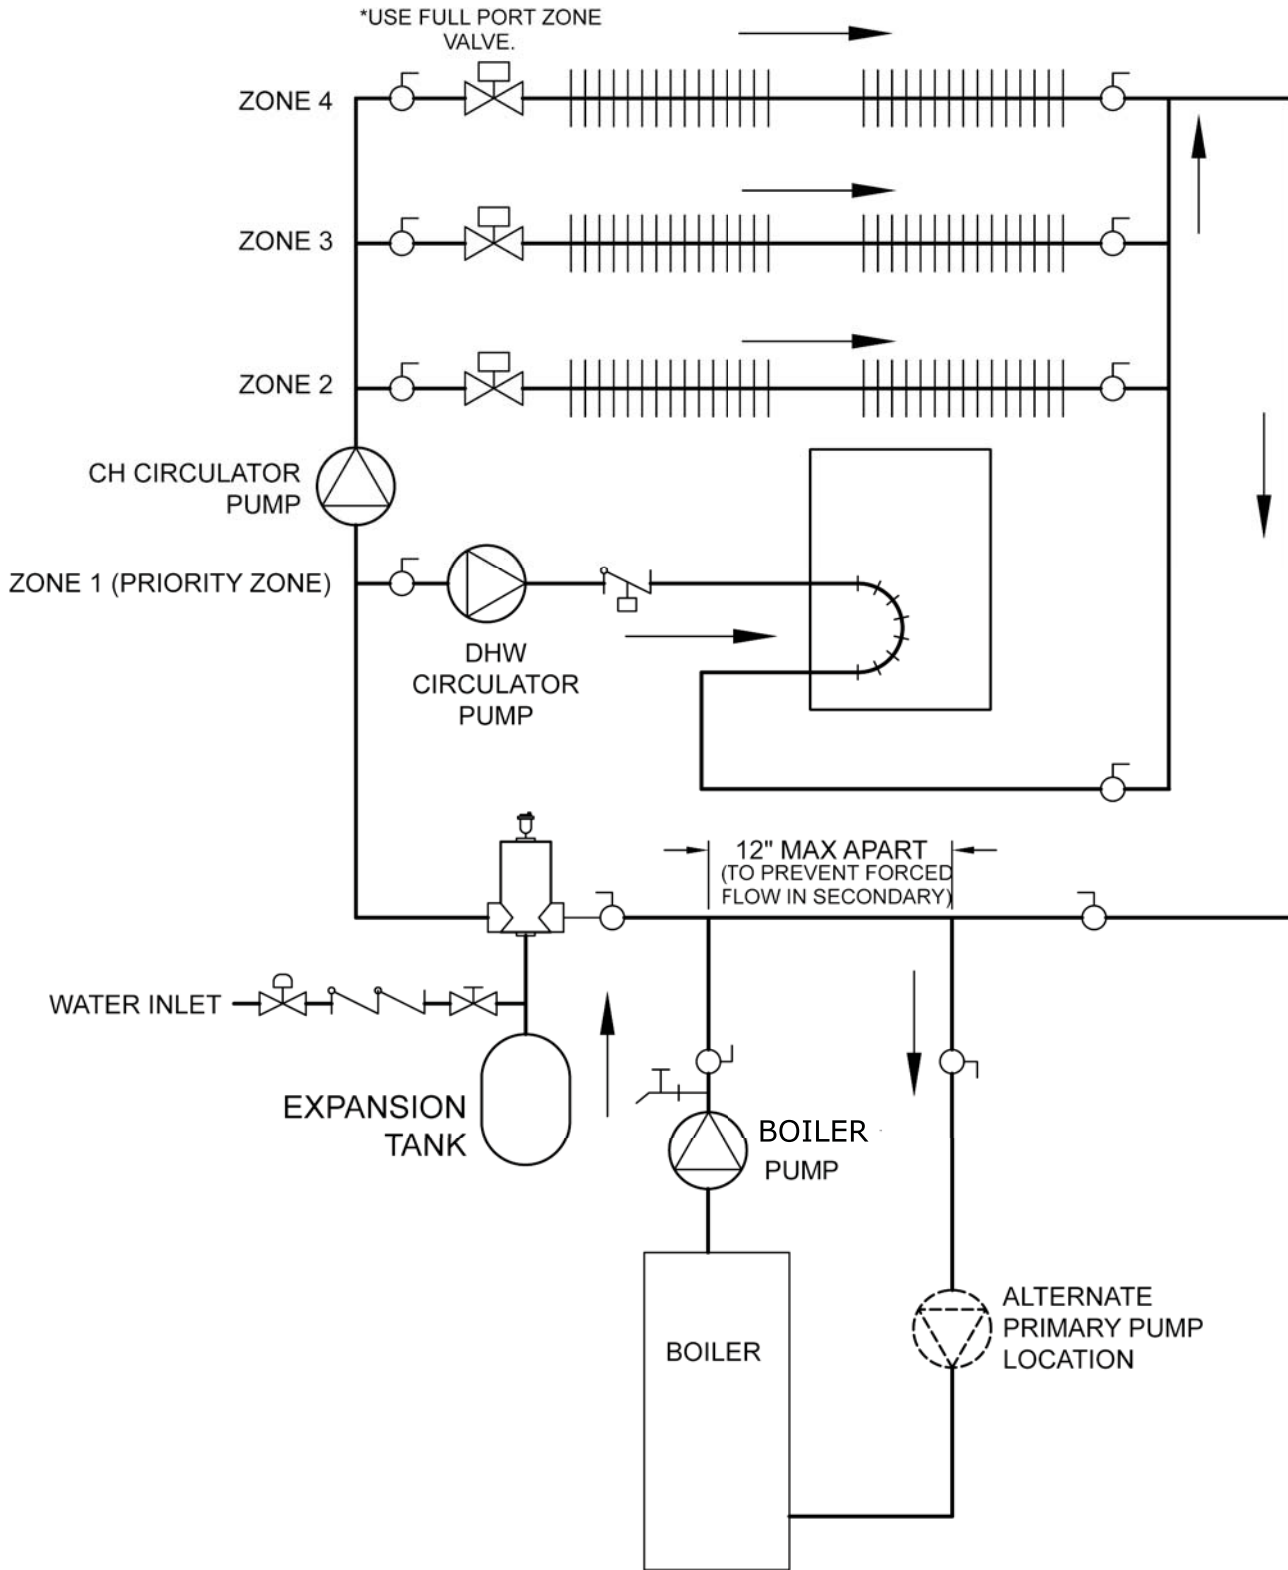 *USE FULL PORT ZONE
VALVE.
ZONE 4
ZONE 3
ZONE 2
CH CIRCULATOR
PUMP
ZONE 1 (PRIORITY ZONE)
DHW
CIRCULATOR
PUMP
12" MAX APART
(TO PREVENT FORCED
FLOW IN SECONDARY)
WATER INLET
EXPANSION
TANK
BOILER
PUMP
BOILER
ALTERNATE
PRIMARY PUMP
LOCATION